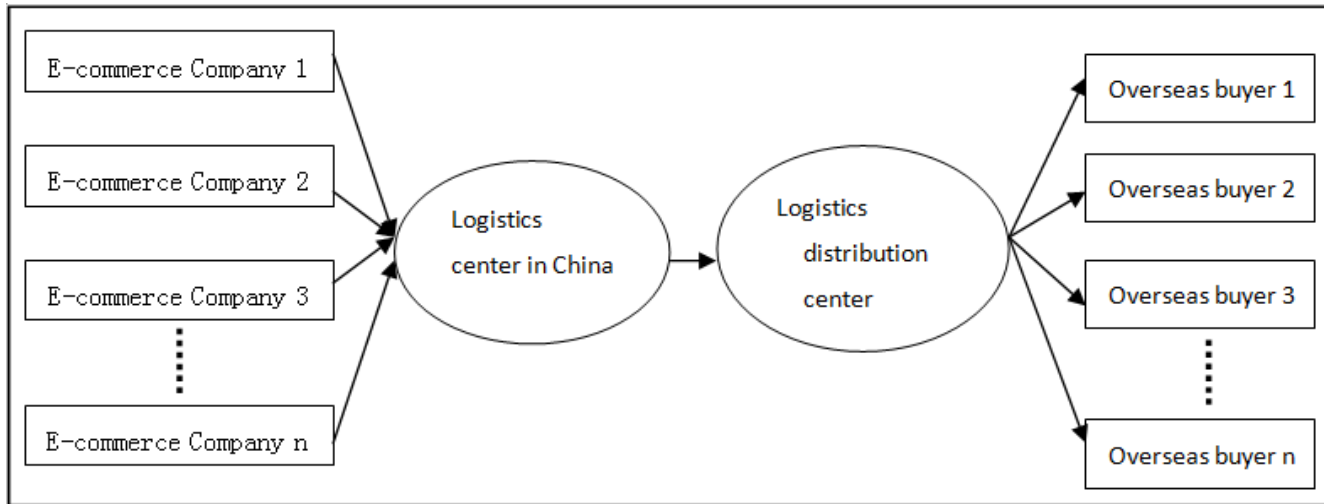 E-commerce Company 1
E-commerce Company 2
E-commerce Company 3
E-commerce Company n
Logistics
center in China
Logistics
distribution
center
Overseas buyer 1
Overseas buyer 2
Overseas buyer 3
Overseas buyer n